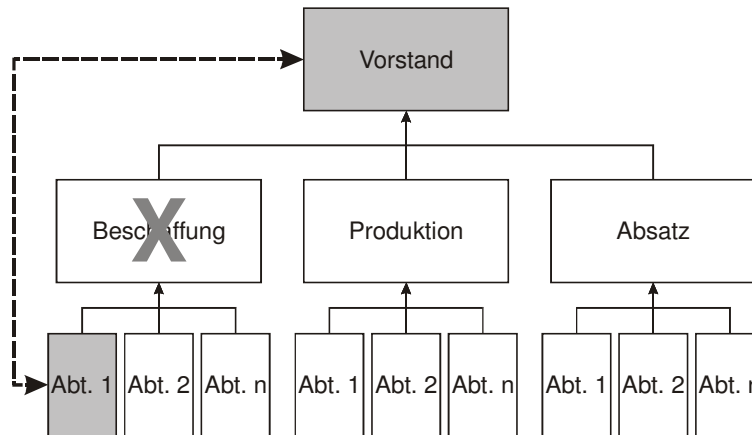 Vorstand
Beschaffung
X
Produktion
Absatz
Abt. 1
Abt. 2
Abt. n
Abt. 1
Abt. 2
Abt. n
Abt. 1
Abt. 2
Abt. n